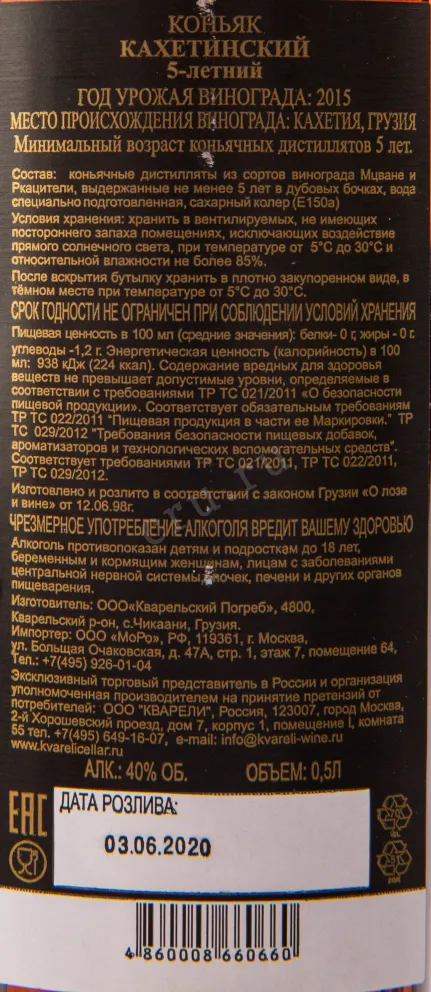 КОНЬЯК
КАХЕТИНСКИЙ
5-летний
ГОД УРОЖАЯ ВИНОГРАДА: 2015
МЕСТО ПРОИСХОЖДЕНИЯ ВИНОГРАДА: КАХЕТИЯ, ГРУЗИЯ
Минимальный возраст коньячных дистиллятов 5 лет.
Состав: коньячные дистилляты из сортов винограда Мцване и
Ркацители, выдержанные не менее 5 лет в дубовых бочках, вода
специально подготовленная, сахарный колер (Е150а)
Условия хранения: хранить в вентилируемых, не имеющих
постороннего запаха помещениях, исключающих воздействие
прямого солнечного света, при температуре от 5°С до 30°С и
относительной влажности не более 85%.
После вскрытия бутылку хранить в плотно закупоренном виде, в
тёмном месте при температуре от 5°С до 30°С.
СРОК ГОДНОСТИ НЕ ОГРАНИЧЕН ПРИ СОБЛЮДЕНИИ УСЛОВИЙ ХРАНЕНИЯ
Пищевая ценность в 100 мл (средние значения): белки- 0 г, жиры - 0 г.
углеводы -1,2 г. Энергетическая ценность (калорийность) в 100
мл: 938 кДж (224 ккал). Содержание вредных для здоровья
веществ не превышает допустимые уровни, определяемые в
соответствии с требованиями ТР ТС 021/2011 «О безопасности
пищевой продукции». Соответствует обязательным требованиям
ТР ТС 022/2011 "Пищевая продукция в части ее Маркировки." ТР
ТС 029/2012 "Требования безопасности пищевых добавок,
ароматизаторов и технологических вспомогательных средств".
Соответствует требованиями ТР ТС 021/2011, ТР ТС 022/2011,
ТР ТС 029/2012.
Изготовлено и розлито в соответствии с законом Грузии «О лозе
и вине» от 12.06.98г.
ЧРЕЗМЕРНОЕ УПОТРЕБЛЕНИЕ АЛКОГОЛЯ ВРЕДИТ ВАШЕМУ ЗДОРОВЬЮ
Алкоголь противопоказан детям и подросткам до 18 лет,
беременным и кормящим женщинам, лицам с заболеваниями
центральной нервной системы, почек, печени и других органов
пищеварения.
Изготовитель: ООО«Кварельский Погреб», 4800,
Кварельский р-он, с.Чикаани, Грузия.
Импортер: ООО «МоРо», РФ, 119361, г. Москва,
ул. Большая Очаковская, д. 47А, стр. 1, этаж 7, помещение 64,
Тел.: +7(495) 926-01-04
Эксклюзивный торговый представитель в России и организация
уполномоченная производителем на принятие претензий от
потребителей: ООО "КВАРЕЛИ", Россия, 123007, город Москва,
2-й Хорошевский проезд, дом 7, корпус 1, помещение I, комната
55 тел. +7(495) 649-16-07, e-mail: info@kvareli-wine.ru
www.kvarelicellar.ru
АЛК.: 40% ОБ. ОБЪЕМ: 0,5Л
EAC
ДАТА РОЗЛИВА:
03.06.2020
4 860008 660660
cru.ru